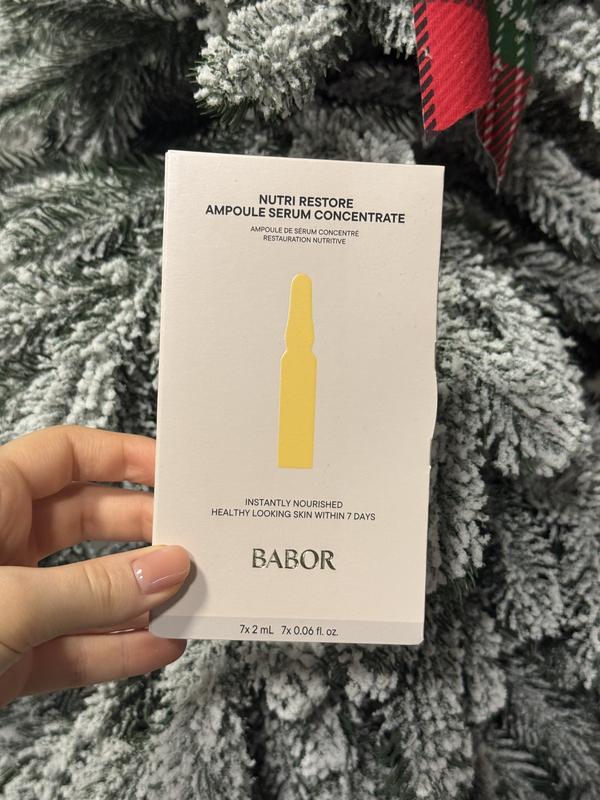 NUTRI RESTORE
AMPOULE SERUM CONCENTRATE
AMPOULE DE SÉRUM CONCENTRÉ
RESTAURATION NUTRITIVE
INSTANTLY NOURISHED
HEALTHY LOOKING SKIN WITHIN 7 DAYS
BABOR
7x 2 mL 7x 0.06 fl. oz.